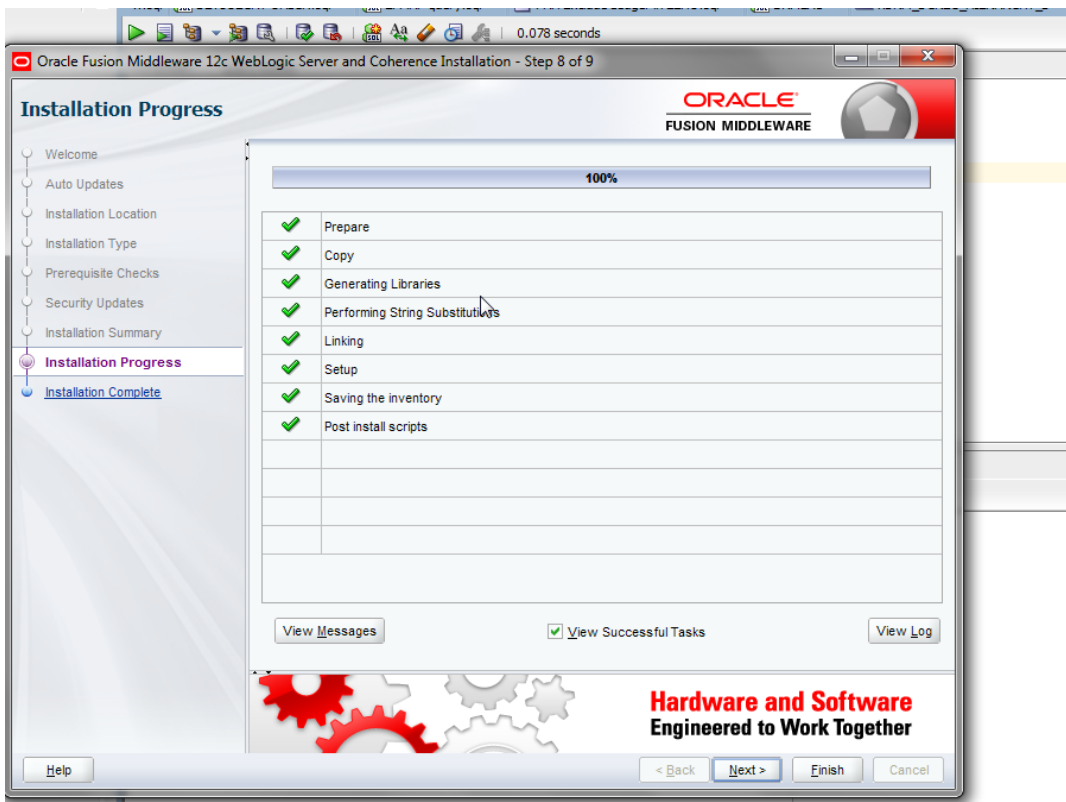 0.078 seconds
Oracle Fusion Middleware 12c WebLogic Server and Coherence Installation - Step 8 of 9
Installation Progress
ORACLE
FUSION MIDDLEWARE
Welcome
Auto Updates
Installation Location
Installation Type
Prerequisite Checks
Security Updates
Installation Summary
Installation Progress
Installation Complete
100%
Prepare
Copy
Generating Libraries
Performing String Substitutions
Linking
Setup
Saving the inventory
Post install scripts
View Messages
View Successful Tasks
View Log
Hardware and Software
Engineered to Work Together
Help
< Back
Next >
Finish
Cancel